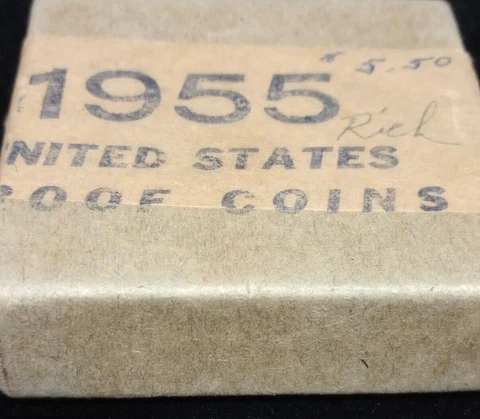 $ 5.50
1955
Rich
NITED STATES
ROOF COINS